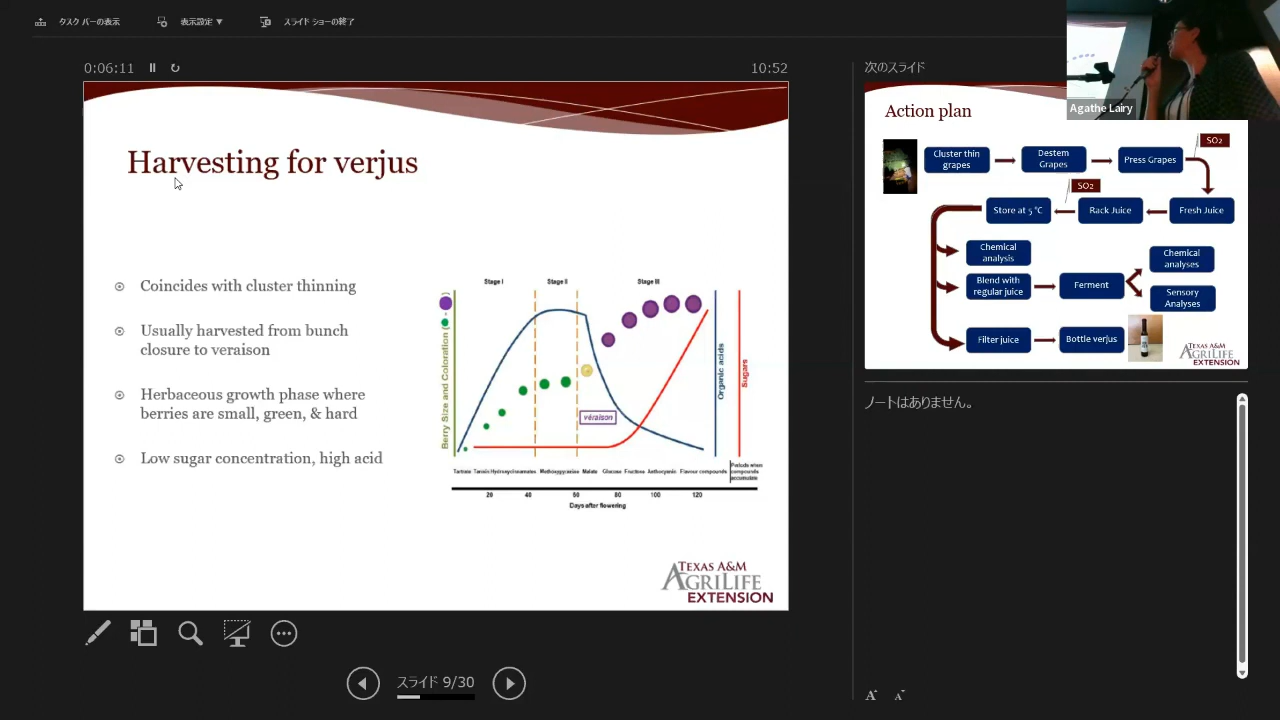 タスク バーの表示
表示設定 ▼
スライド ショーの終了
0:06:11
10:52
次のスライド
Agathe Lairy
Harvesting for verjus
Coincides with cluster thinning
Usually harvested from bunch
closure to veraison
Herbaceous growth phase where
berries are small, green, & hard
Low sugar concentration, high acid
Stage I
Stage II
Stage III
Berry Size and Coloration
véraison
Organic acids
Sugars
Tartrate
Tannin
Hydroxycinnamates
Methoxypyrazine
Malate
Glucose
Fructose
Anthocyanin
Flavour compounds
Periods when
compounds
accumulate
20
40
60
80
100
120
Days after flowering
TEXAS A&M
AGRILIFE
EXTENSION
Action plan
Cluster thin
grapes
Destem
Grapes
Press Grapes
SO2
Store at 5 °C
SO2
Rack Juice
Fresh Juice
Chemical
analysis
Blend with
regular juice
Ferment
Chemical
analyses
Sensory
Analyses
Filter juice
Bottle verjus
TEXAS A&M
AGRILIFE
EXTENSION
ノートはありません。
スライド 9/30
A
A